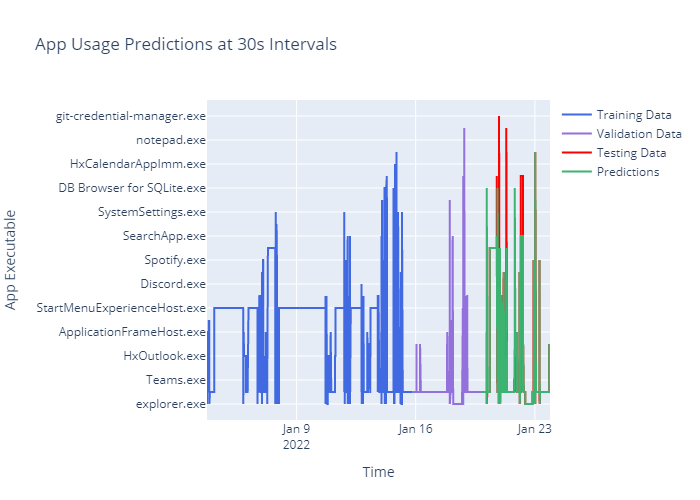 App Usage Predictions at 30s Intervals
git-credential-manager.exe
notepad.exe
HxCalendarAppImm.exe
DB Browser for SQLite.exe
SystemSettings.exe
SearchApp.exe
Spotify.exe
Discord.exe
StartMenuExperienceHost.exe
ApplicationFrameHost.exe
HxOutlook.exe
Teams.exe
explorer.exe
App Executable
Jan 9
2022
Jan 16
Jan 23
Time
Training Data
Validation Data
Testing Data
Predictions